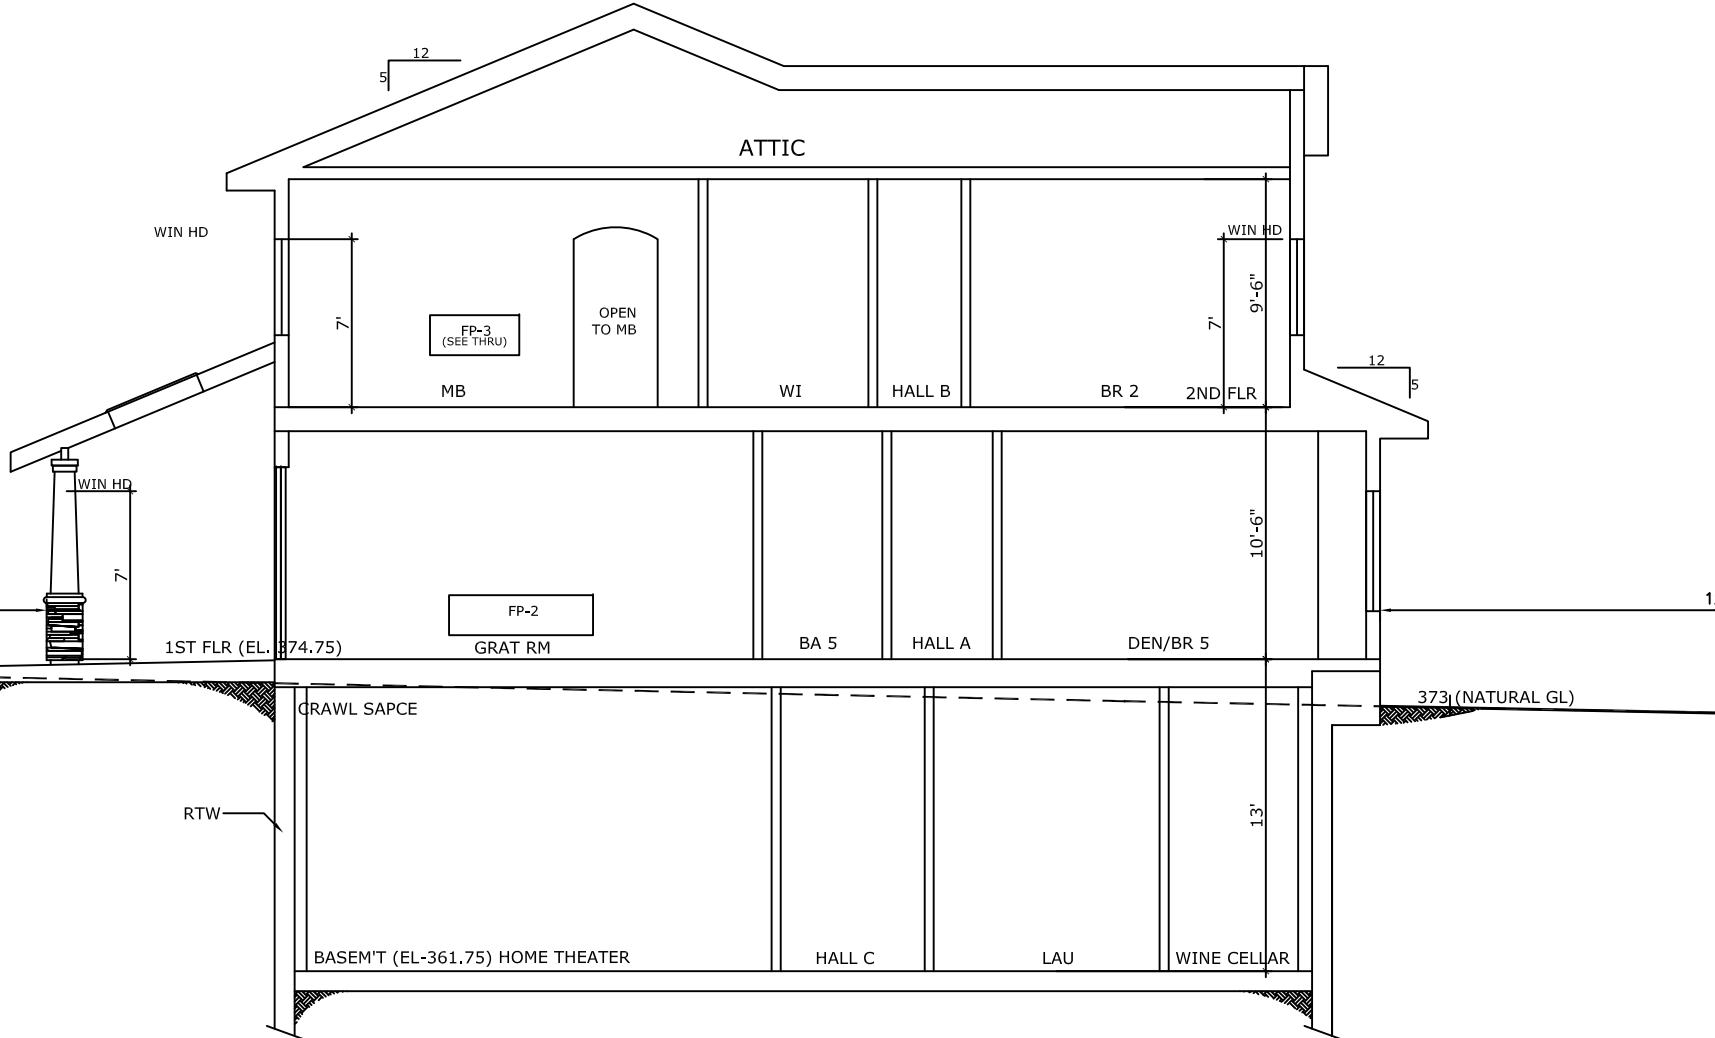 12
5
ATTIC
WIN HD
WIN HD
9'-6"
7'
7'
OPEN
TO MB
FP-3
(SEE THRU)
12
5
MB
WI
HALL B
BR 2
2ND FLR
WIN HD
10'-6"
7'
FP-2
1ST FLR (EL. 374.75)
GRAT RM
BA 5
HALL A
DEN/BR 5
373 (NATURAL GL)
CRAWL SAPCE
RTW
13'
BASEM'T (EL-361.75) HOME THEATER
HALL C
LAU
WINE CELLAR